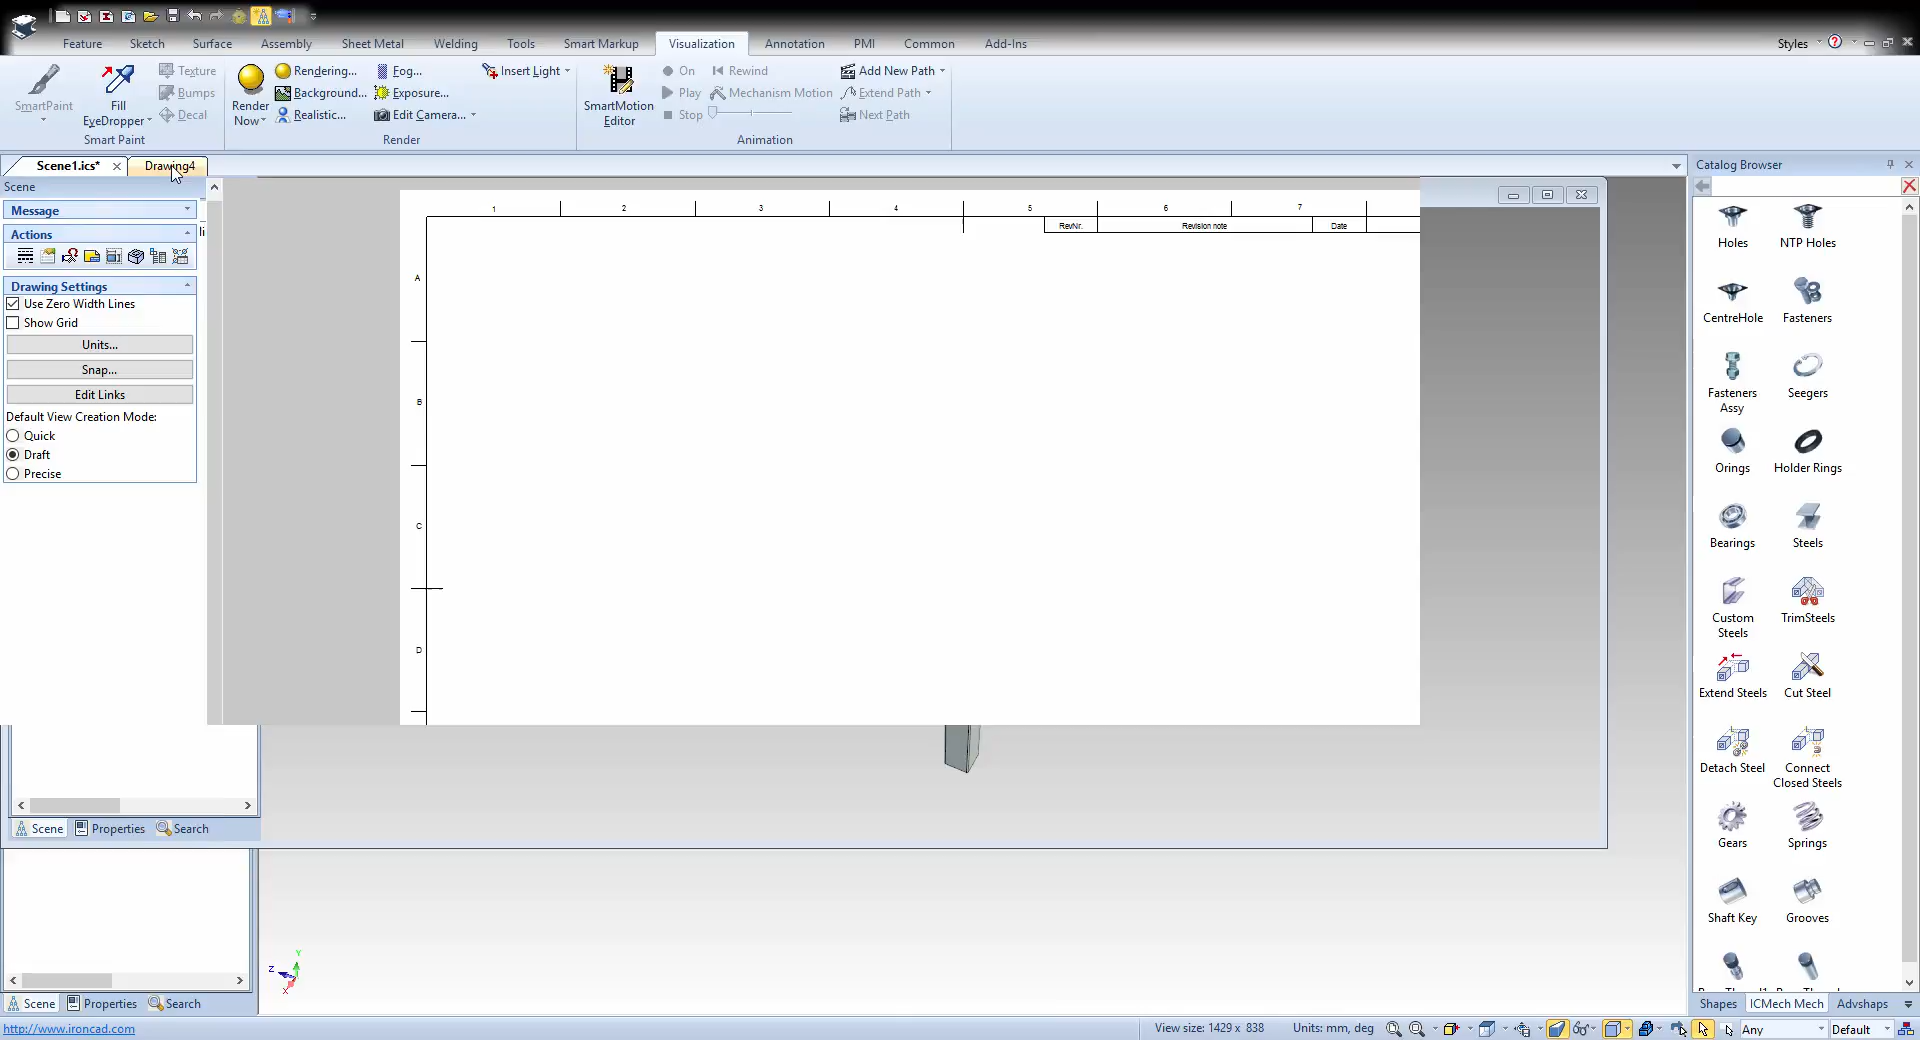 Feature Sketch Surface Assembly Sheet Metal Welding Tools Smart Markup Visualization Annotation PMI Common Add-Ins Styles
SmartPaint
Fill
EyeDropper
Texture
Bumps
Decal
Smart Paint
Render
Now
Rendering...
Background...
Realistic...
Fog...
Exposure...
Edit Camera...
Insert Light
Render
SmartMotion
Editor
On
Play
Stop
Rewind
Mechanism Motion
Add New Path
Extend Path
Next Path
Animation
Scene1.ics*
Drawing4
Scene
Message
Actions
Drawing Settings
Use Zero Width Lines
Show Grid
Units...
Snap...
Edit Links
Default View Creation Mode:
Quick
Draft
Precise
Scene Properties Search
Scene Properties Search
http://www.ironcad.com
1 2 3 4 5 6 7
RevNr. Revision note Date
A
B
C
D
Z
Y
X
Catalog Browser
Holes NTP Holes
CentreHole Fasteners
Fasteners
Assy
Seegers
Orings Holder Rings
Bearings Steels
Custom
Steels
TrimSteels
Extend Steels Cut Steel
Detach Steel
Connect
Closed Steels
Gears Springs
Shaft Key Grooves
Shapes ICMech Mech Advshaps
View size: 1429 x 838 Units: mm, deg Any Default